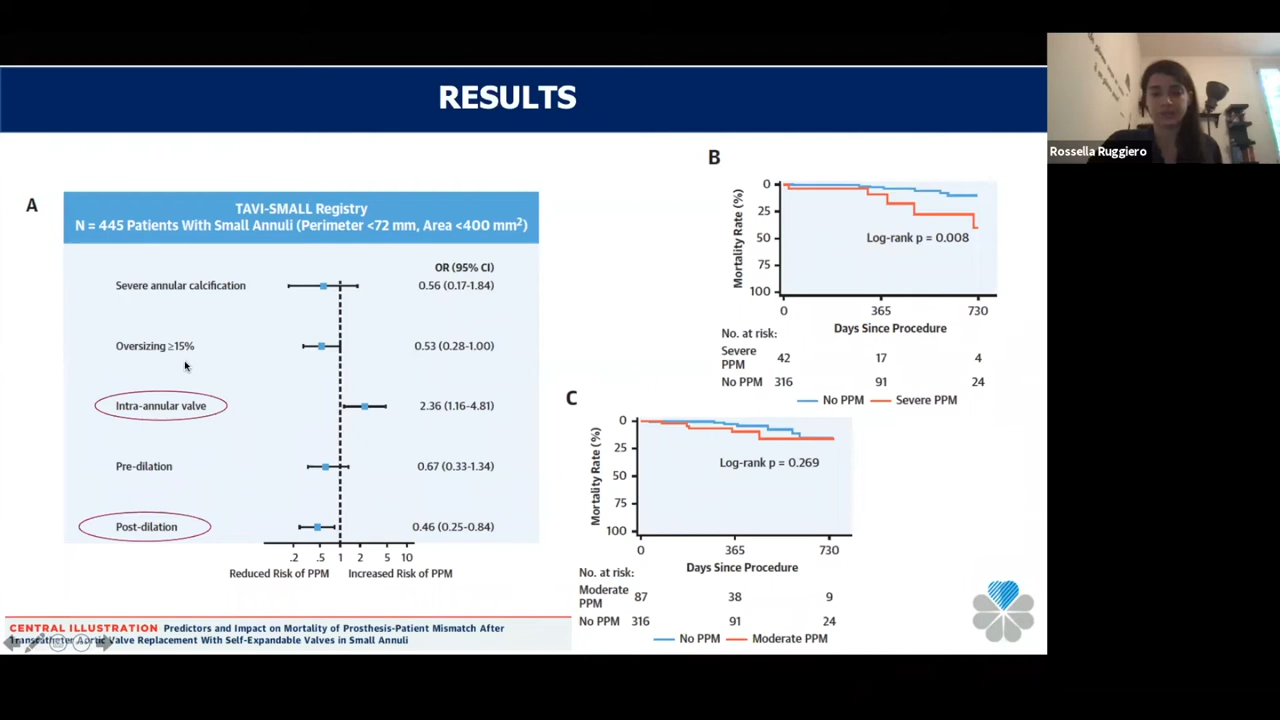 RESULTS
Rossella Ruggiero
A
TAVI-SMALL Registry
N = 445 Patients With Small Annuli (Perimeter <72 mm, Area <400 mm²)
OR (95% CI)
Severe annular calcification 0.56 (0.17-1.84)
Oversizing ≥15% 0.53 (0.28-1.00)
Intra-annular valve 2.36 (1.16-4.81)
Pre-dilation 0.67 (0.33-1.34)
Post-dilation 0.46 (0.25-0.84)
.2 .5 1 2 5 10
Reduced Risk of PPM Increased Risk of PPM
B
Mortality Rate (%)
0
25
50
75
100
Log-rank p = 0.008
0 365 730
Days Since Procedure
No. at risk:
Severe
PPM 42 17 4
No PPM 316 91 24
No PPM Severe PPM
C
Mortality Rate (%)
0
25
50
75
100
Log-rank p = 0.269
0 365 730
Days Since Procedure
No. at risk:
Moderate
PPM 87 38 9
No PPM 316 91 24
No PPM Moderate PPM
CENTRAL ILLUSTRATION Predictors and Impact on Mortality of Prosthesis-Patient Mismatch After
Transcatheter Aortic Valve Replacement With Self-Expandable Valves in Small Annuli